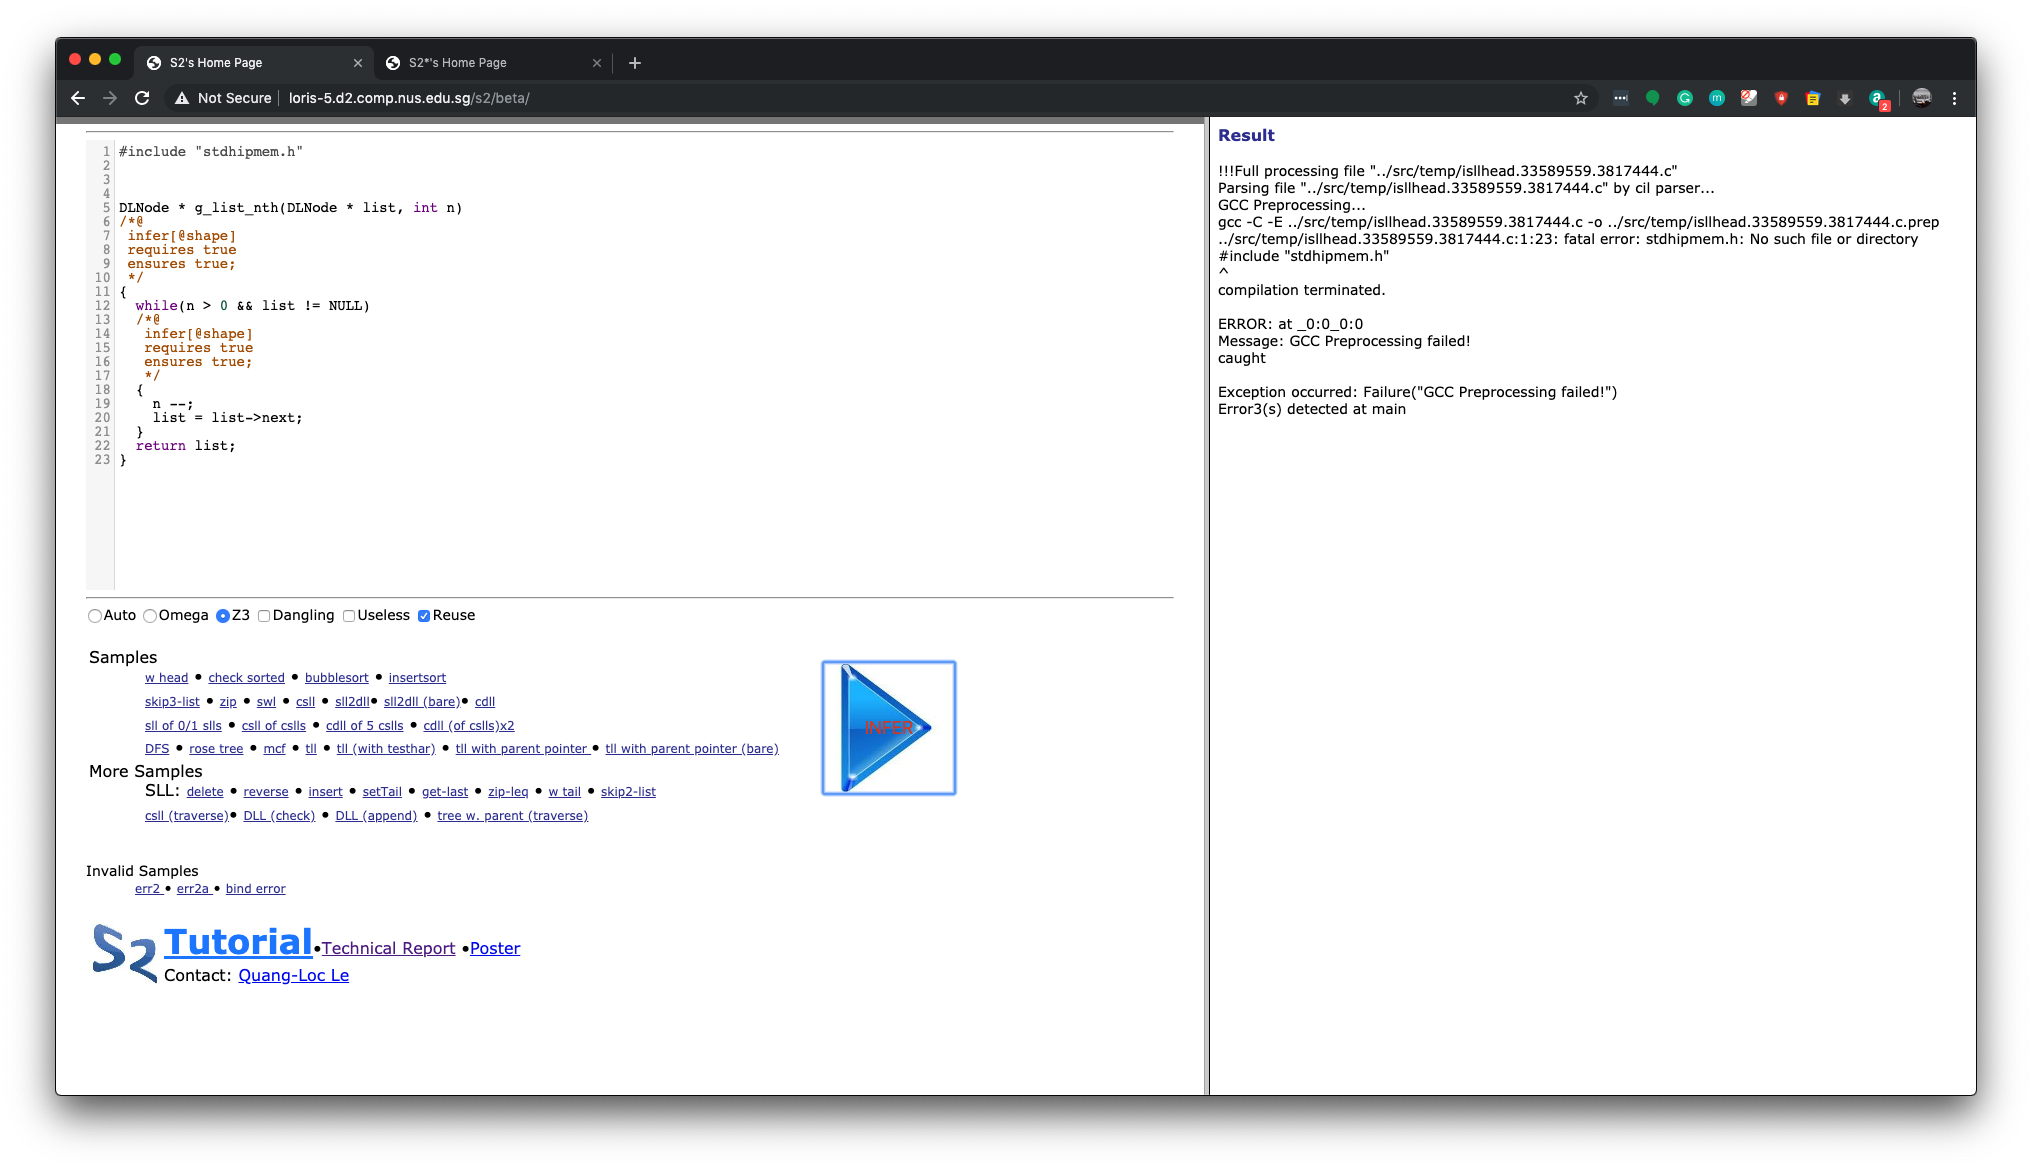 S2's Home Page
S2*'s Home Page
Not Secure
loris-5.d2.comp.nus.edu.sg/s2/beta/
2
1 #include "stdhipmem.h"
2
3
4
5 DLNode * g_list_nth(DLNode * list, int n)
6 /*@
7 infer[@shape]
8 requires true
9 ensures true;
10 */
11 {
12 while(n > 0 && list != NULL)
13 /*@
14 infer[@shape]
15 requires true
16 ensures true;
17 */
18 {
19 n --;
20 list = list->next;
21 }
22 return list;
23 }
Auto Omega Z3 Dangling Useless Reuse
Samples
w head • check sorted • bubblesort • insertsort
skip3-list • zip • swl • csll • sll2dll• sll2dll (bare)• cdll
sll of 0/1 slls • csll of cslls • cdll of 5 cslls • cdll (of cslls)x2
DFS • rose tree • mcf • tll • tll (with testhar) • tll with parent pointer • tll with parent pointer (bare)
More Samples
SLL: delete • reverse • insert • setTail • get-last • zip-leq • w tail • skip2-list
csll (traverse)• DLL (check) • DLL (append) • tree w. parent (traverse)
INFER
Invalid Samples
err2 • err2a • bind error
S2 Tutorial•Technical Report •Poster
Contact: Quang-Loc Le
Result
!!!Full processing file "../src/temp/isllhead.33589559.3817444.c"
Parsing file "../src/temp/isllhead.33589559.3817444.c" by cil parser...
GCC Preprocessing...
gcc -C -E ../src/temp/isllhead.33589559.3817444.c -o ../src/temp/isllhead.33589559.3817444.c.prep
../src/temp/isllhead.33589559.3817444.c:1:23: fatal error: stdhipmem.h: No such file or directory
#include "stdhipmem.h"
^
compilation terminated.
ERROR: at _0:0_0:0
Message: GCC Preprocessing failed!
caught
Exception occurred: Failure("GCC Preprocessing failed!")
Error3(s) detected at main